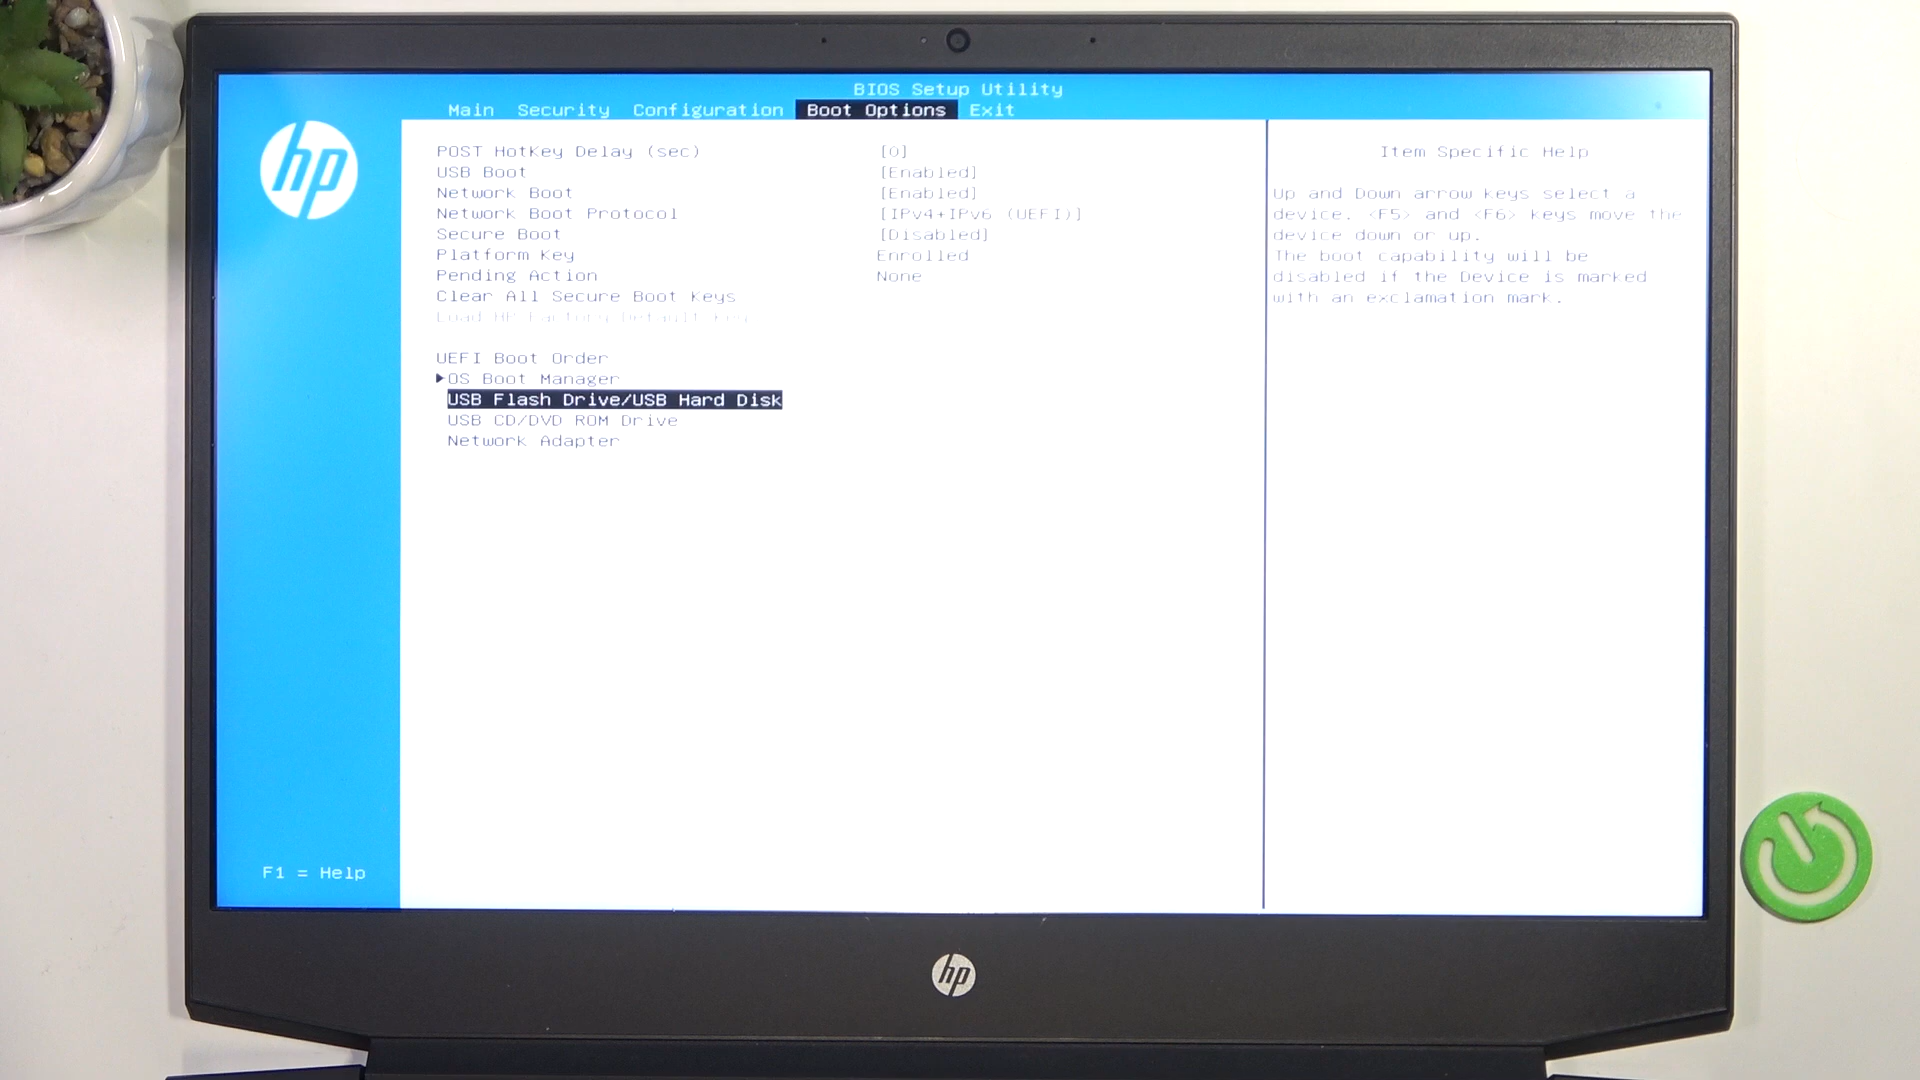 BIOS Setup Utility
Main Security Configuration Boot Options Exit
hp
POST HotKey Delay (sec) [0]
USB Boot [Enabled]
Network Boot [Enabled]
Network Boot Protocol [IPv4+IPv6 (UEFI)]
Secure Boot [Disabled]
Platform Key Enrolled
Pending Action None
Clear All Secure Boot Keys
Load HP Factory Default Keys
UEFI Boot Order
OS Boot Manager
USB Flash Drive/USB Hard Disk
USB CD/DVD ROM Drive
Network Adapter
Item Specific Help
Up and Down arrow keys select a
device. <F5> and <F6> keys move the
device down or up.
The boot capability will be
disabled if the Device is marked
with an exclamation mark.
F1 = Help
hp